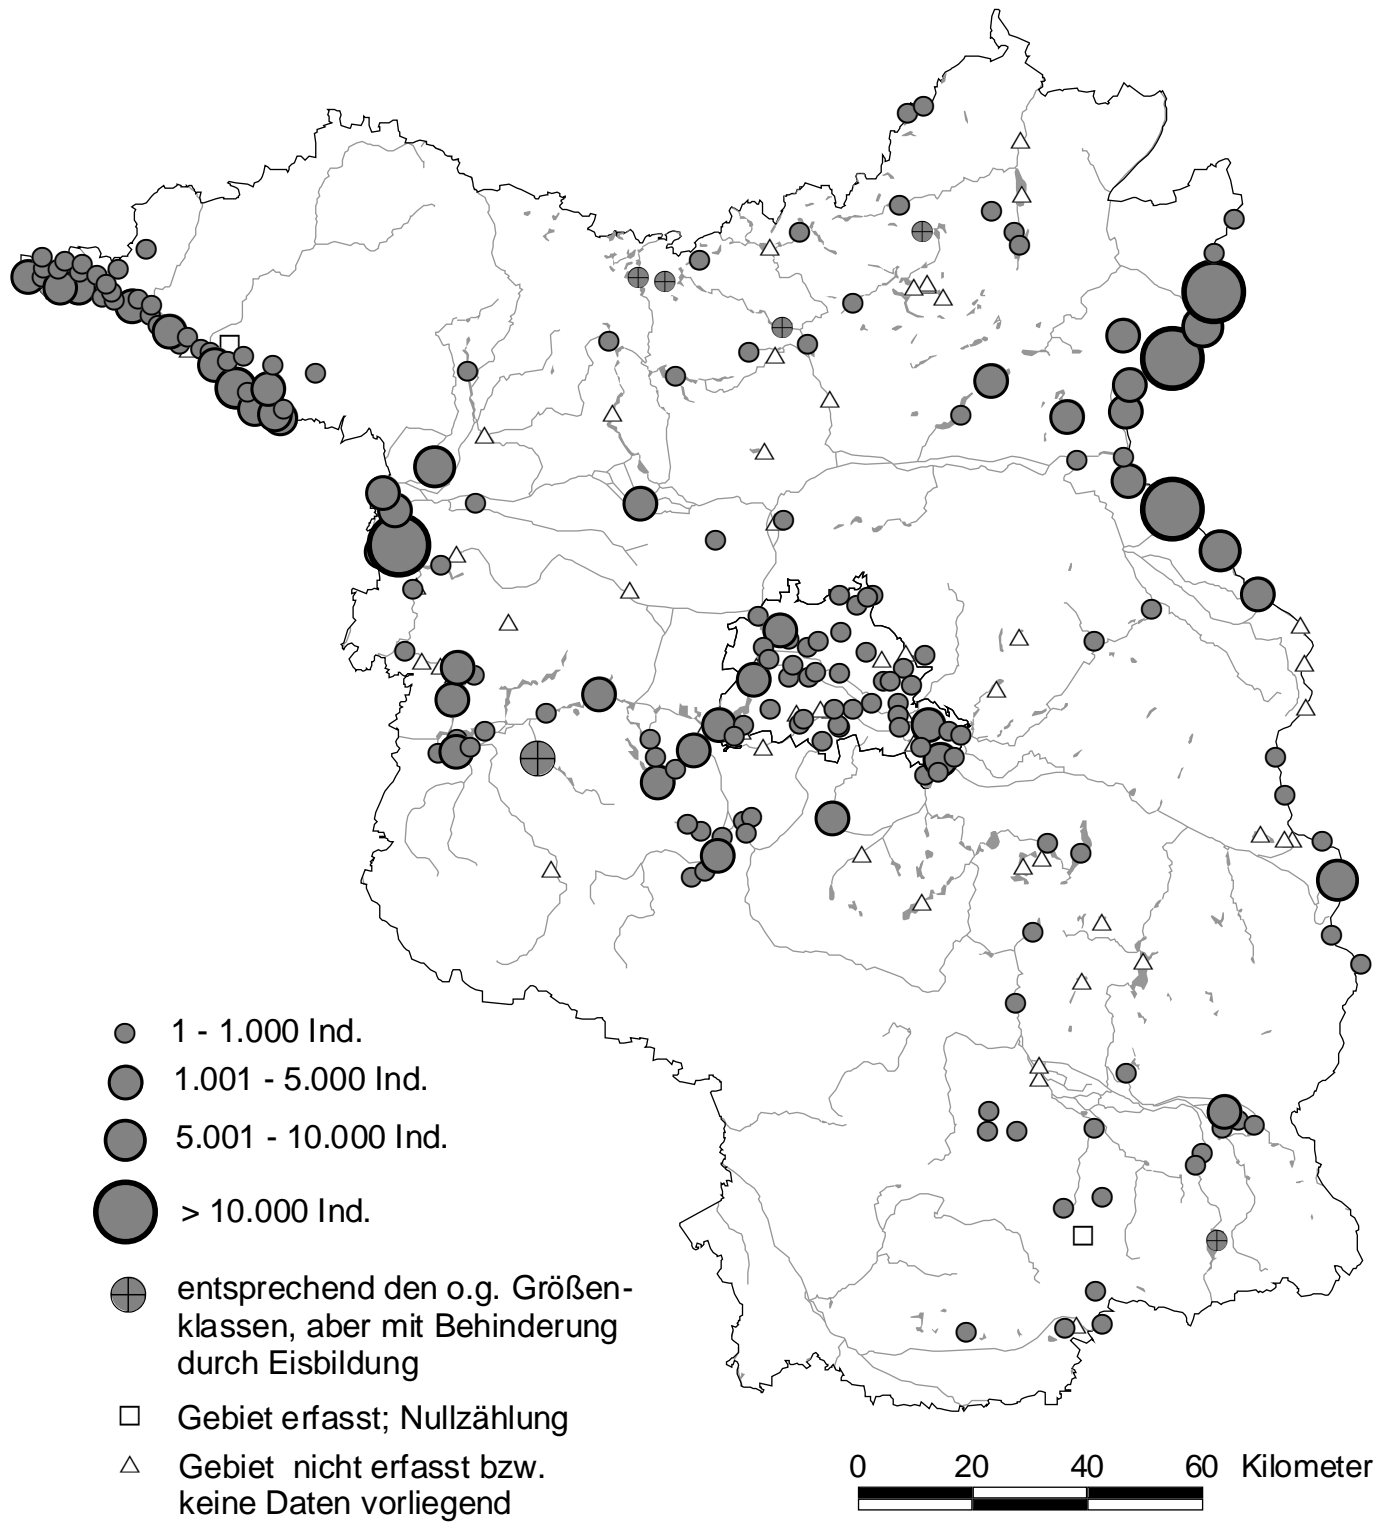 1 - 1.000 Ind.
1.001 - 5.000 Ind.
5.001 - 10.000 Ind.
> 10.000 Ind.
entsprechend den o.g. Größen-
klassen, aber mit Behinderung
durch Eisbildung
Gebiet erfasst; Nullzählung
Gebiet nicht erfasst bzw.
keine Daten vorliegend
0 20 40 60 Kilometer